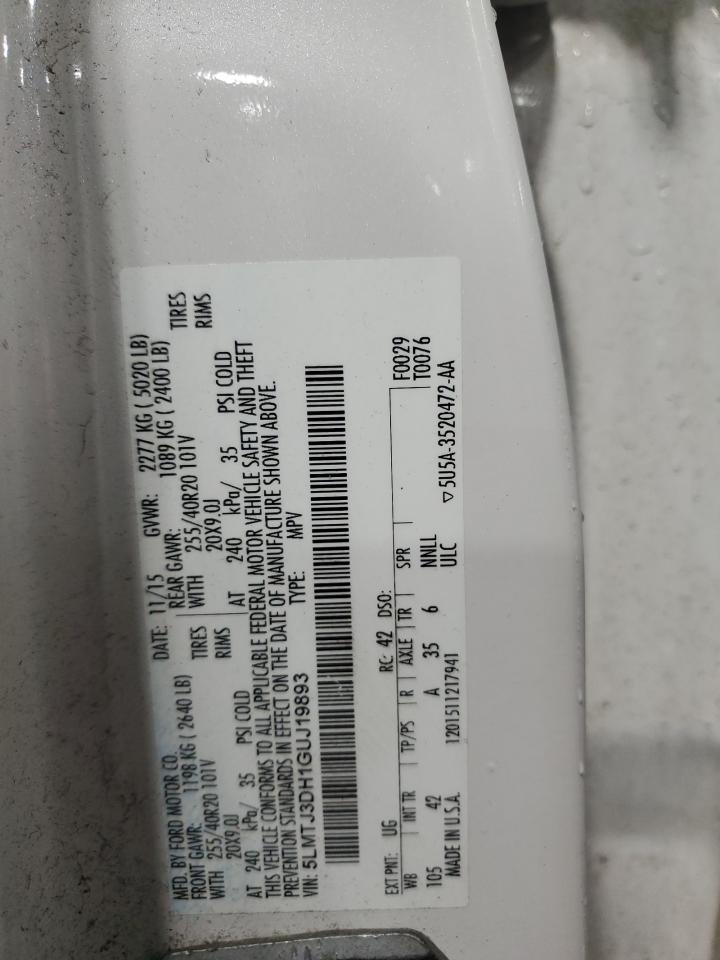 MFD. BY FORD MOTOR CO.
DATE: 11/15 GVWR: 2277 KG ( 5020 LB)
FRONT GAWR: 1198 KG ( 2640 LB) REAR GAWR: 1089 KG ( 2400 LB)
WITH 255/40R20 101V TIRES WITH 255/40R20 101V TIRES
20X9.0J RIMS 20X9.0J RIMS
AT 240 kPa/ 35 PSI COLD AT 240 kPa/ 35 PSI COLD
THIS VEHICLE CONFORMS TO ALL APPLICABLE FEDERAL MOTOR VEHICLE SAFETY AND THEFT
PREVENTION STANDARDS IN EFFECT ON THE DATE OF MANUFACTURE SHOWN ABOVE.
VIN: 5LMTJ3DH1GUJ19893 TYPE: MPV
EXT PNT: UG RC: 42 DSO: F0029
WB INT TR TP/PS R AXLE TR SPR T0076
105 42 A 35 6 NNLL
MADE IN U.S.A. 1201511217941 ULC ▽5U5A-3520472-AA